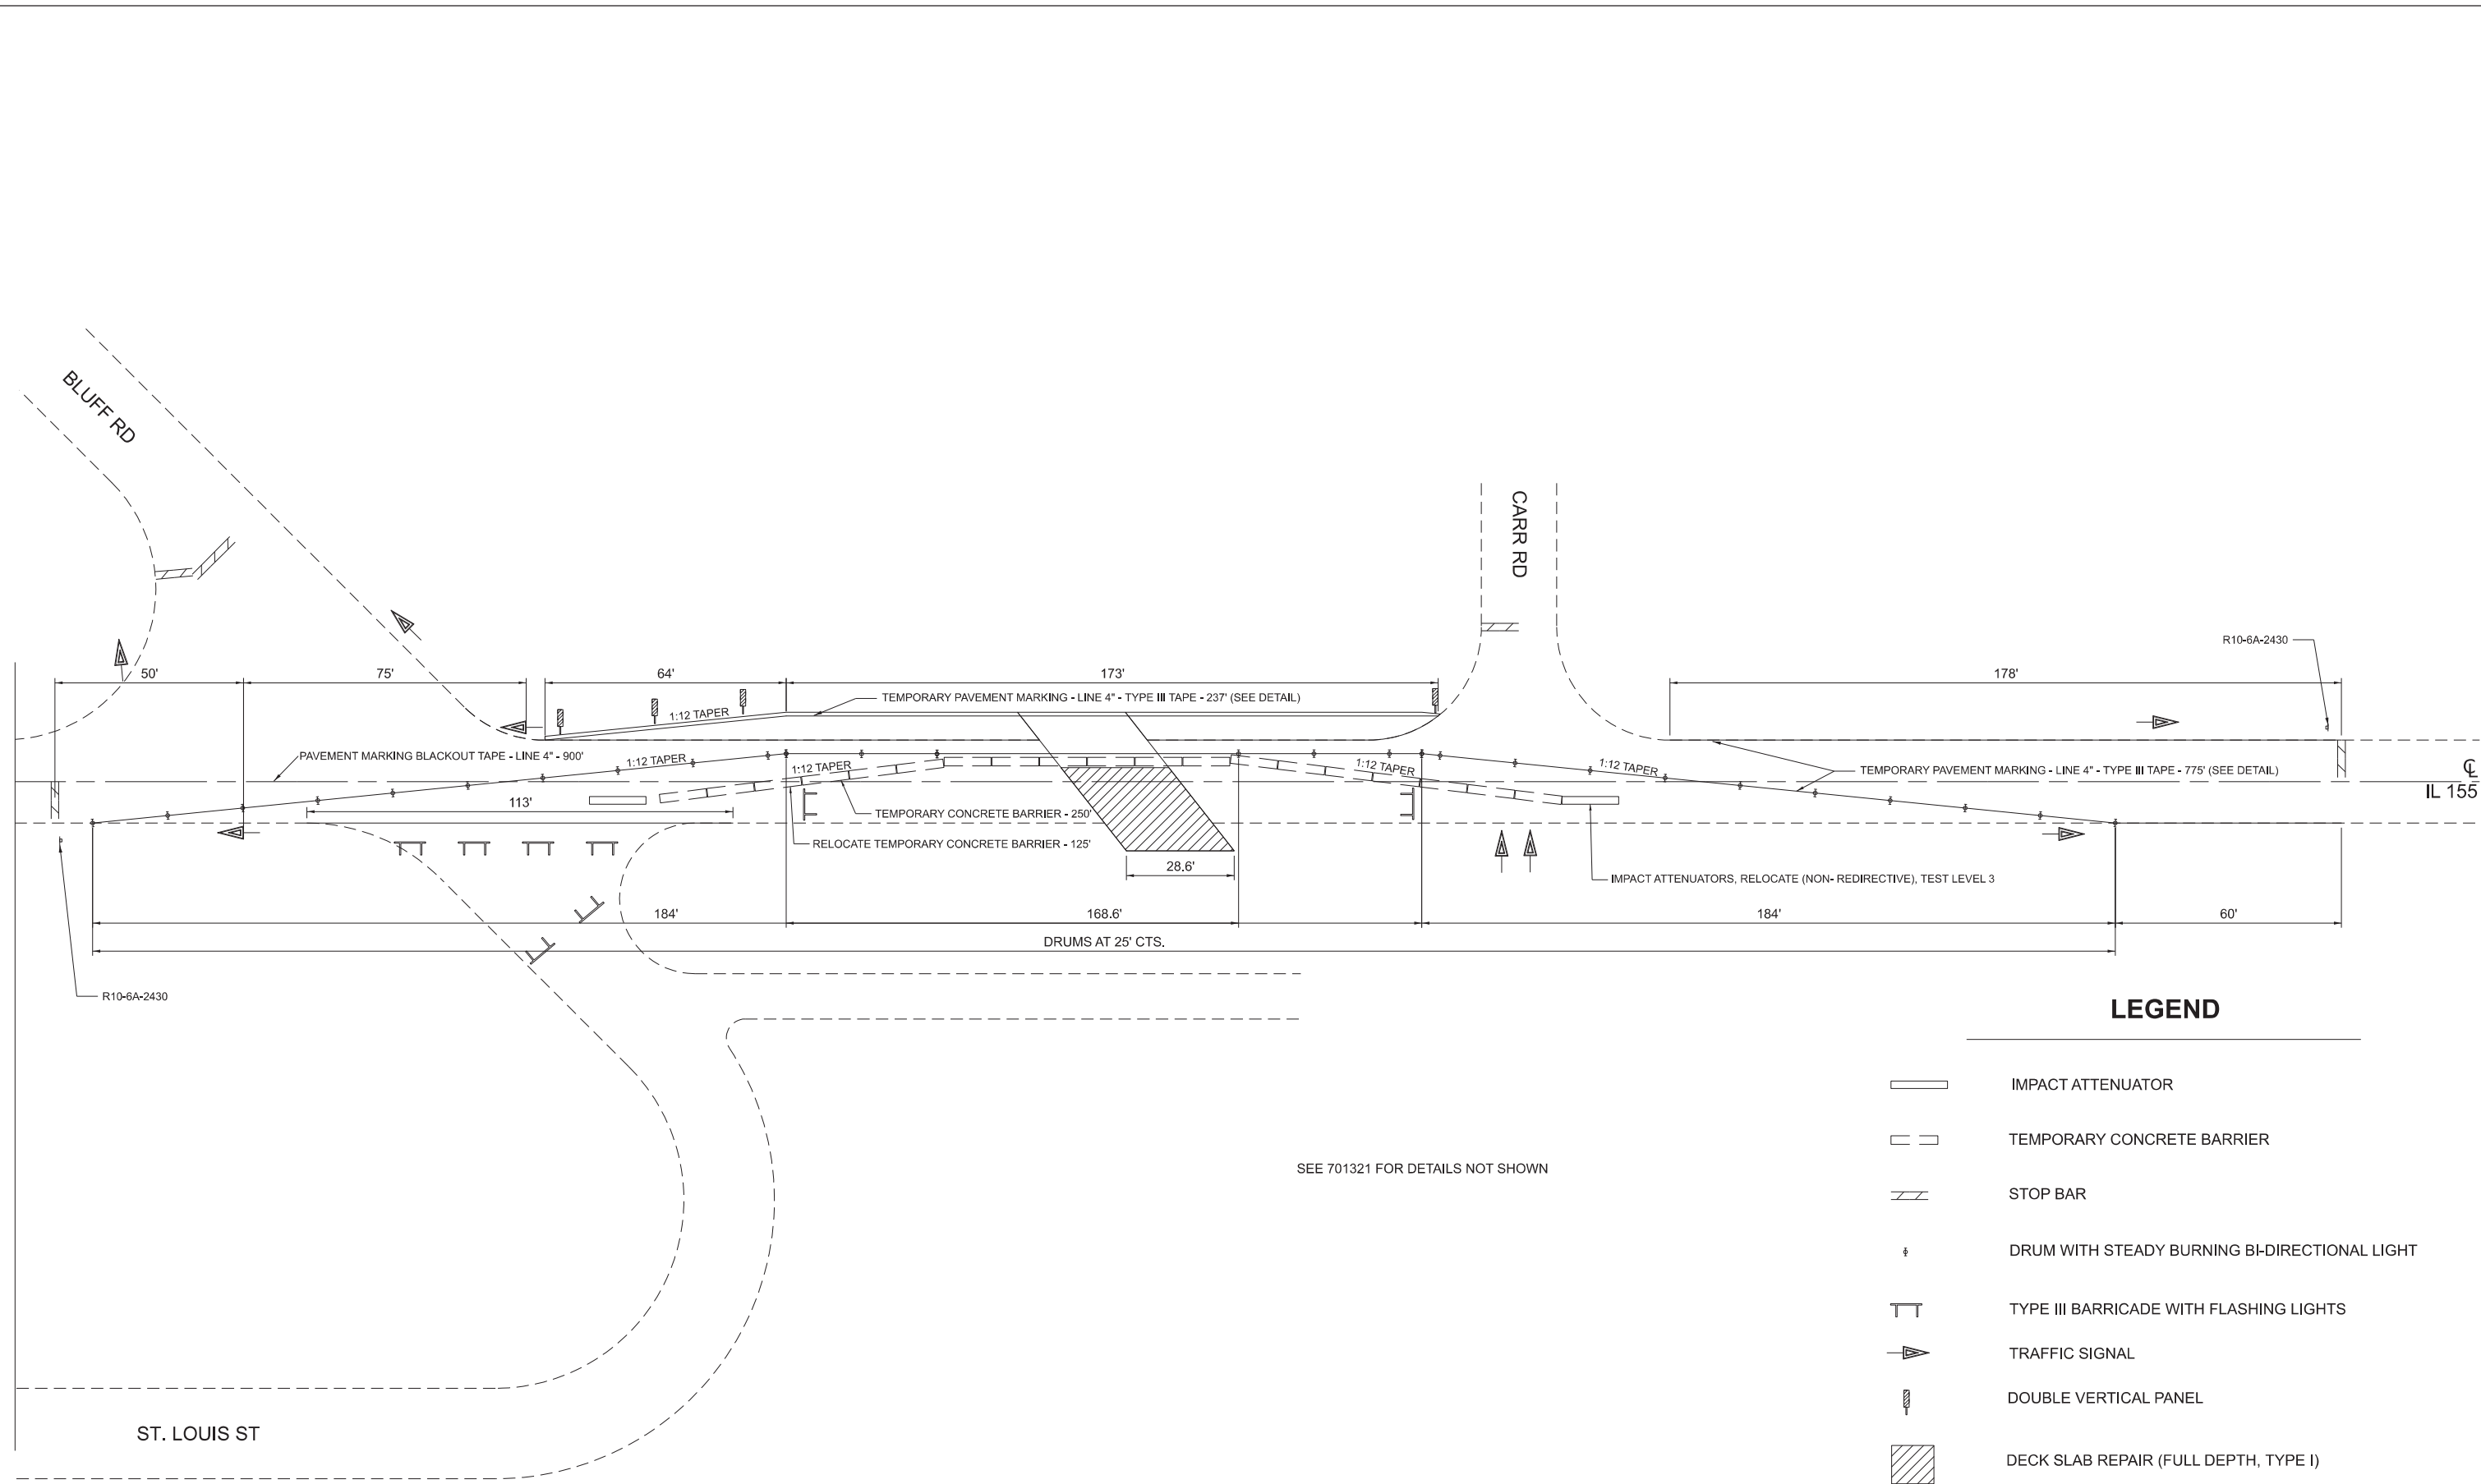 BLUFF RD
CARR RD
R10-6A-2430
50'
75'
64'
173'
178'
TEMPORARY PAVEMENT MARKING - LINE 4" - TYPE III TAPE - 237' (SEE DETAIL)
1:12 TAPER
PAVEMENT MARKING BLACKOUT TAPE - LINE 4" - 900'
1:12 TAPER
1:12 TAPER
1:12 TAPER
1:12 TAPER
TEMPORARY PAVEMENT MARKING - LINE 4" - TYPE III TAPE - 775' (SEE DETAIL)
℄
IL 155
113'
TEMPORARY CONCRETE BARRIER - 250'
RELOCATE TEMPORARY CONCRETE BARRIER - 125'
28.6'
IMPACT ATTENUATORS, RELOCATE (NON- REDIRECTIVE), TEST LEVEL 3
184'
168.6'
184'
60'
DRUMS AT 25' CTS.
R10-6A-2430
LEGEND
IMPACT ATTENUATOR
TEMPORARY CONCRETE BARRIER
SEE 701321 FOR DETAILS NOT SHOWN
STOP BAR
DRUM WITH STEADY BURNING BI-DIRECTIONAL LIGHT
TYPE III BARRICADE WITH FLASHING LIGHTS
TRAFFIC SIGNAL
DOUBLE VERTICAL PANEL
ST. LOUIS ST
DECK SLAB REPAIR (FULL DEPTH, TYPE I)